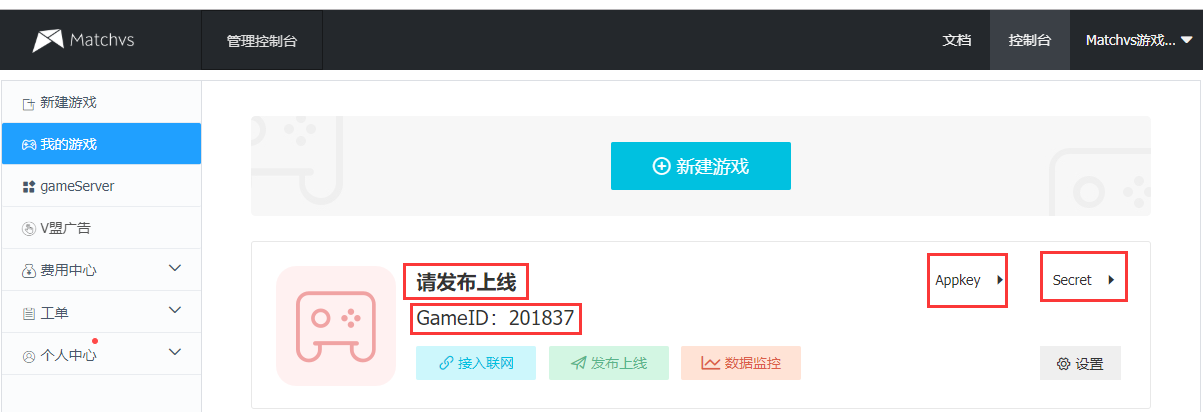 Matchvs
管理控制台
文档
控制台
Matchvs游戏...
新建游戏
我的游戏
gameServer
V盟广告
费用中心
工单
个人中心
新建游戏
请发布上线
GameID：201837
Appkey
Secret
接入联网
发布上线
数据监控
设置